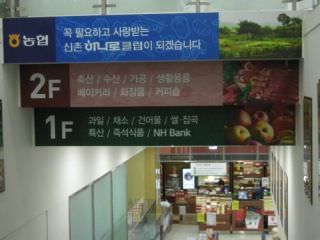 농협
꼭 필요하고 사랑받는
신촌 하나로클럽이 되겠습니다
2F
축산 / 수산 / 가공 / 생활용품
베이커리 / 화장품 / 커피숍
1F
과일 / 채소 / 건어물 / 쌀·잡곡
특산 / 즉석식품 / NH Bank